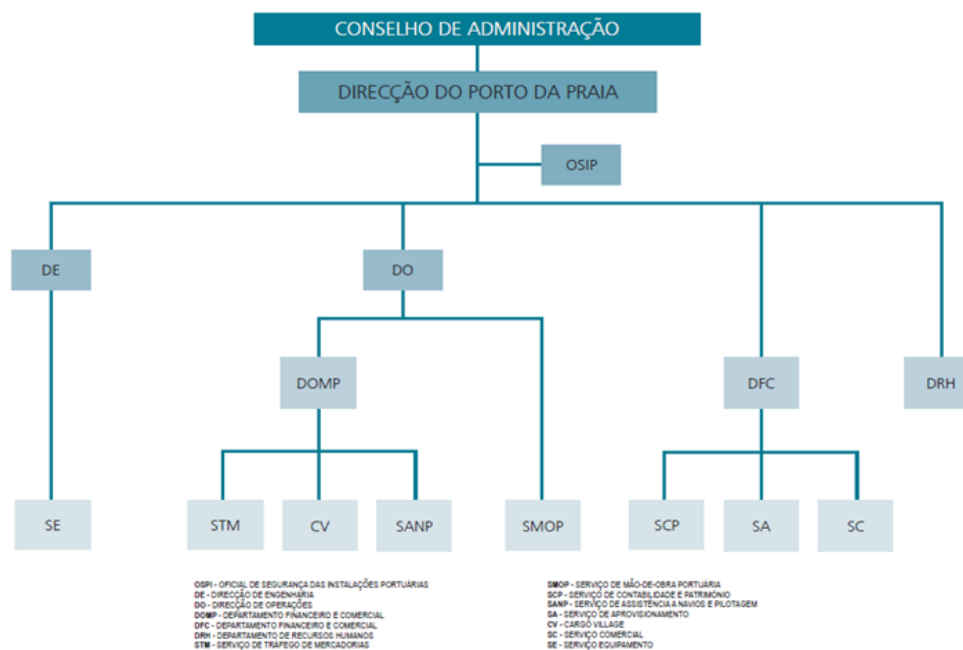 CONSELHO DE ADMINISTRAÇÃO
DIRECÇÃO DO PORTO DA PRAIA
OSIP
DE
DO
DOMP
DFC
DRH
SE
STM
CV
SANP
SMOP
SCP
SA
SC
OSPI - OFICIAL DE SEGURANÇA DAS INSTALAÇÕES PORTUÁRIAS
DE - DIRECÇÃO DE ENGENHARIA
DO - DIRECÇÃO DE OPERAÇÕES
DOMP - DEPARTAMENTO FINANCEIRO E COMERCIAL
DFC - DEPARTAMENTO FINANCEIRO E COMERCIAL
DRH - DEPARTAMENTO DE RECURSOS HUMANOS
STM - SERVIÇO DE TRÁFEGO DE MERCADORIAS
SMOP - SERVIÇO DE MÃO-DE-OBRA PORTUÁRIA
SCP - SERVIÇO DE CONTABILIDADE E PATRIMÓNIO
SANP - SERVIÇO DE ASSISTÊNCIA A NAVIOS E PILOTAGEM
SA - SERVIÇO DE APROVISIONAMENTO
CV - CARGO VILLAGE
SC - SERVIÇO COMERCIAL
SE - SERVIÇO EQUIPAMENTO